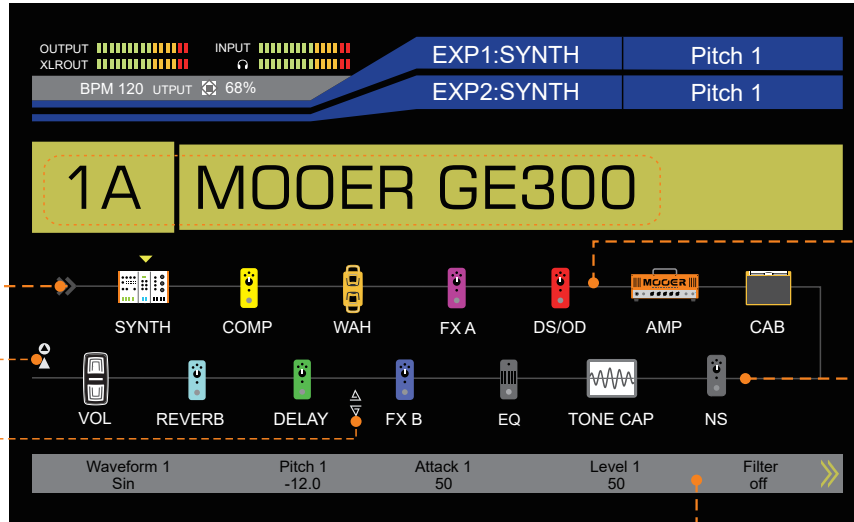 OUTPUT INPUT
XLROUT
BPM 120 UTPUT 68%
EXP1:SYNTH Pitch 1
EXP2:SYNTH Pitch 1
1A MOOER GE300
MOOER
SYNTH COMP WAH FX A DS/OD AMP CAB
VOL REVERB DELAY FX B EQ TONE CAP NS
Waveform 1 Pitch 1 Attack 1 Level 1 Filter
Sin -12.0 50 50 off